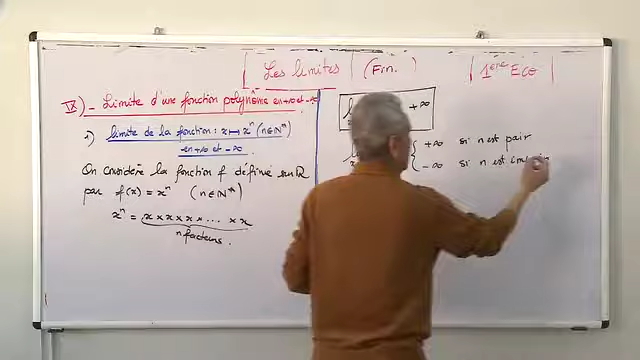 Les limites (Fin.)
1ère Eco
IX) - Limite d'une fonction polynôme en +∞ et -∞
1) limite de la fonction : x ↦ xⁿ (n∈ℕ*)
en +∞ et -∞
On considère la fonction f définie sur ℝ
par f(x) = xⁿ (n∈ℕ*)
xⁿ = x × x × x × ... × x
n facteurs.
+∞
{ +∞ si n est pair
-∞ si n est